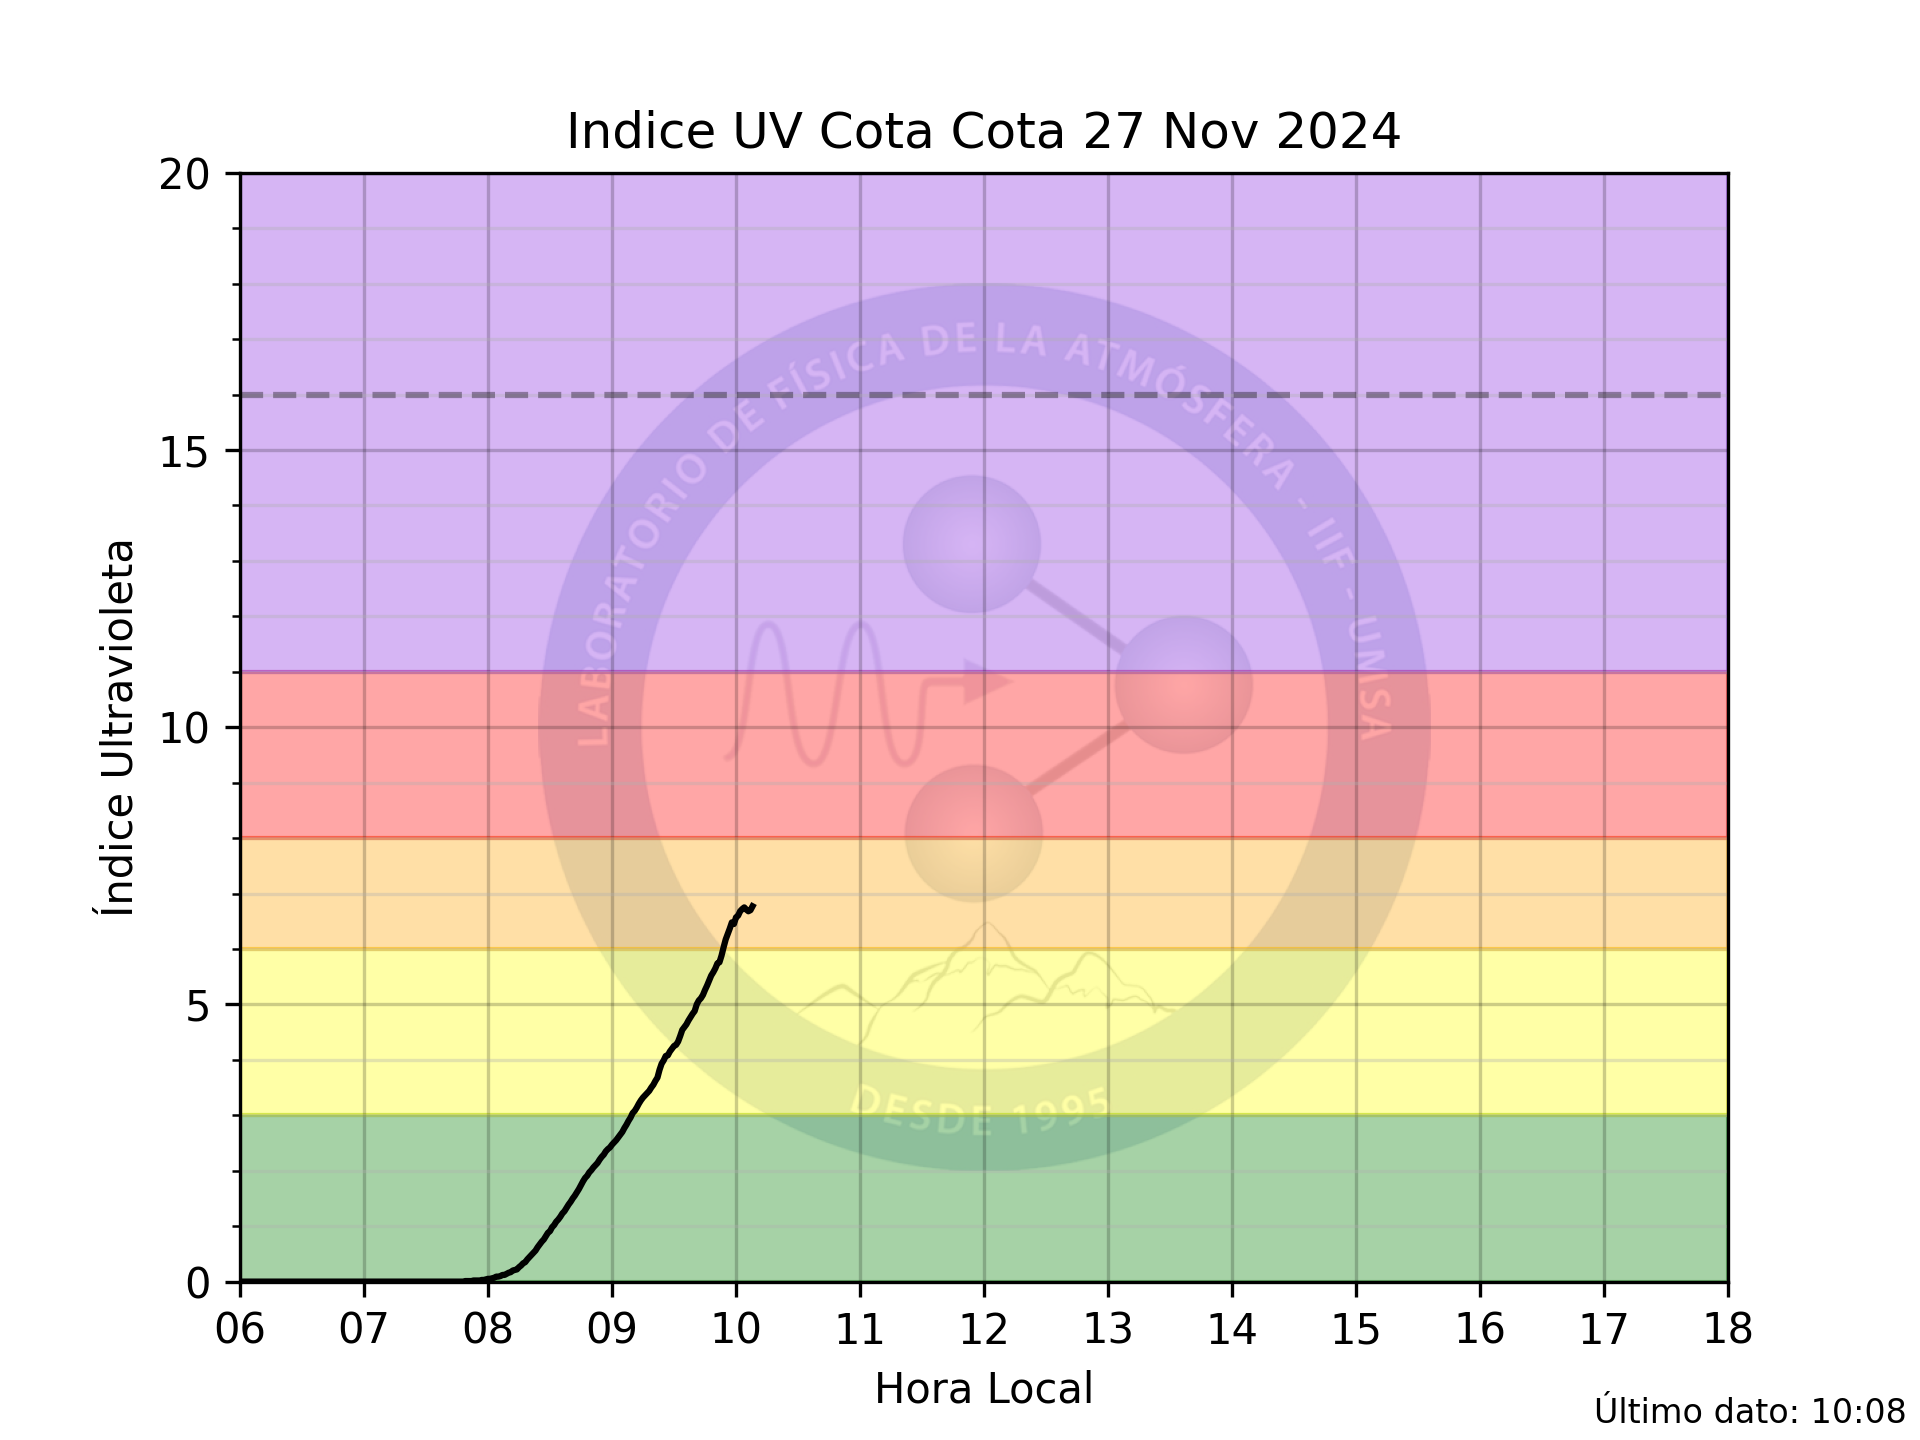 Indice UV Cota Cota 27 Nov 2024
20
15
10
5
0
Índice Ultravioleta
LABORATORIO DE FÍSICA DE LA ATMÓSFERA - IIF - UMSA
DESDE 1995
06 07 08 09 10 11 12 13 14 15 16 17 18
Hora Local
Último dato: 10:08